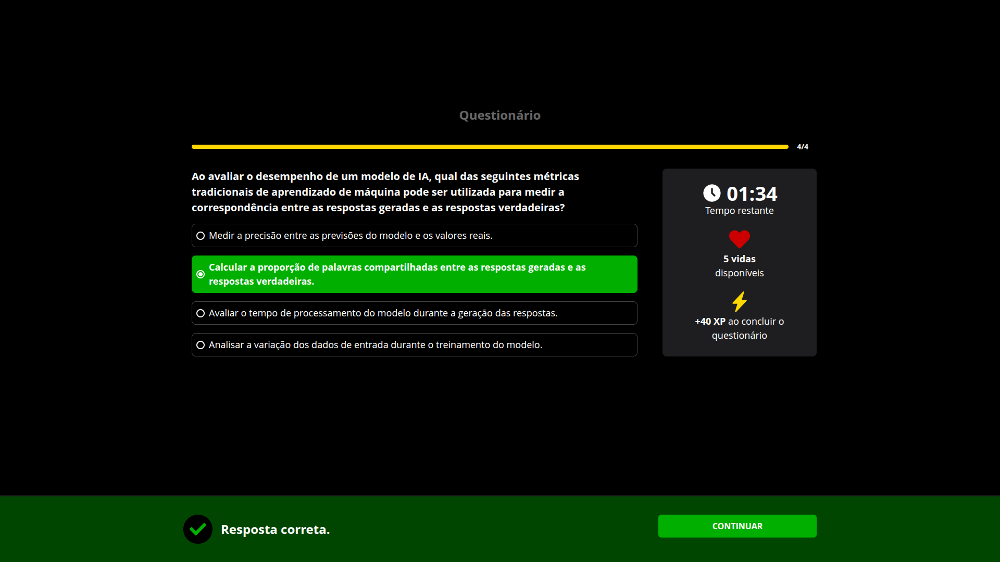 Questionário
4/4
Ao avaliar o desempenho de um modelo de IA, qual das seguintes métricas
tradicionais de aprendizado de máquina pode ser utilizada para medir a
correspondência entre as respostas geradas e as respostas verdadeiras?
Medir a precisão entre as previsões do modelo e os valores reais.
Calcular a proporção de palavras compartilhadas entre as respostas geradas e as
respostas verdadeiras.
Avaliar o tempo de processamento do modelo durante a geração das respostas.
Analisar a variação dos dados de entrada durante o treinamento do modelo.
01:34
Tempo restante
5 vidas
disponíveis
+40 XP ao concluir o
questionário
Resposta correta.
CONTINUAR